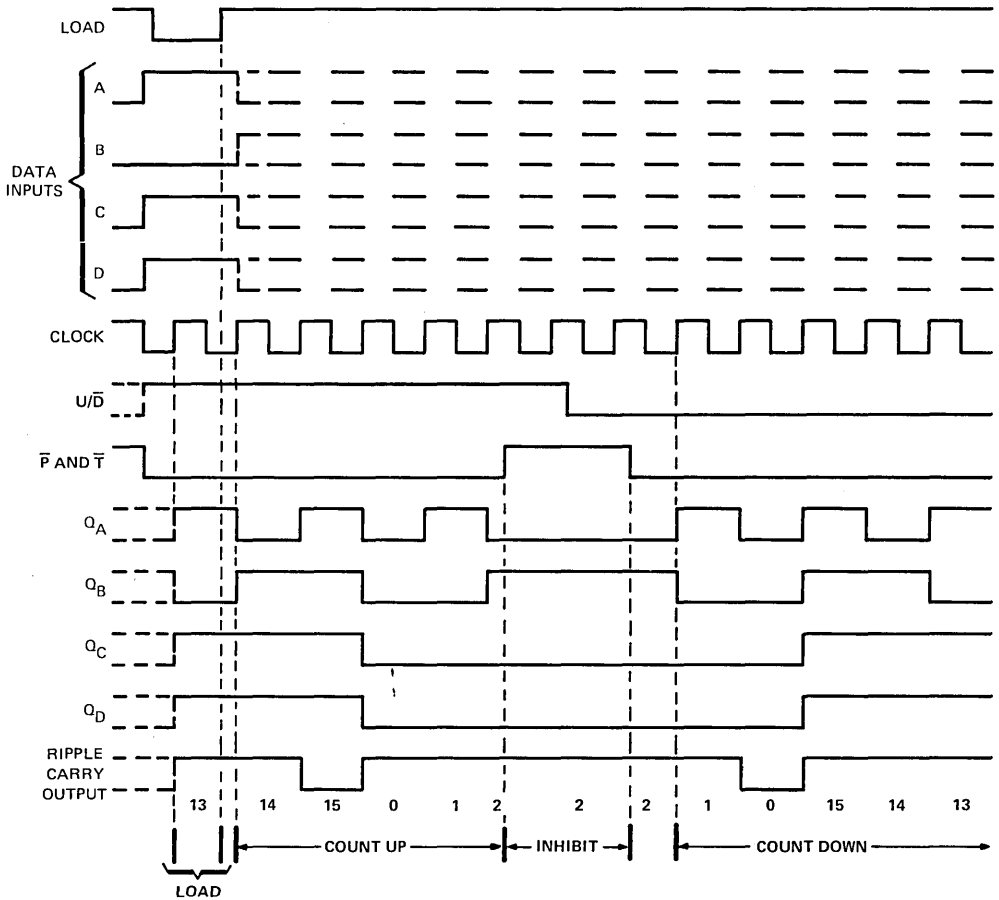 LOAD
A
B
DATA
INPUTS
C
D
CLOCK
U/D̅
P̅ AND T̅
QA
QB
QC
QD
RIPPLE
CARRY
OUTPUT
13 14 15 0 1 2 2 2 1 0 15 14 13
COUNT UP INHIBIT COUNT DOWN
LOAD